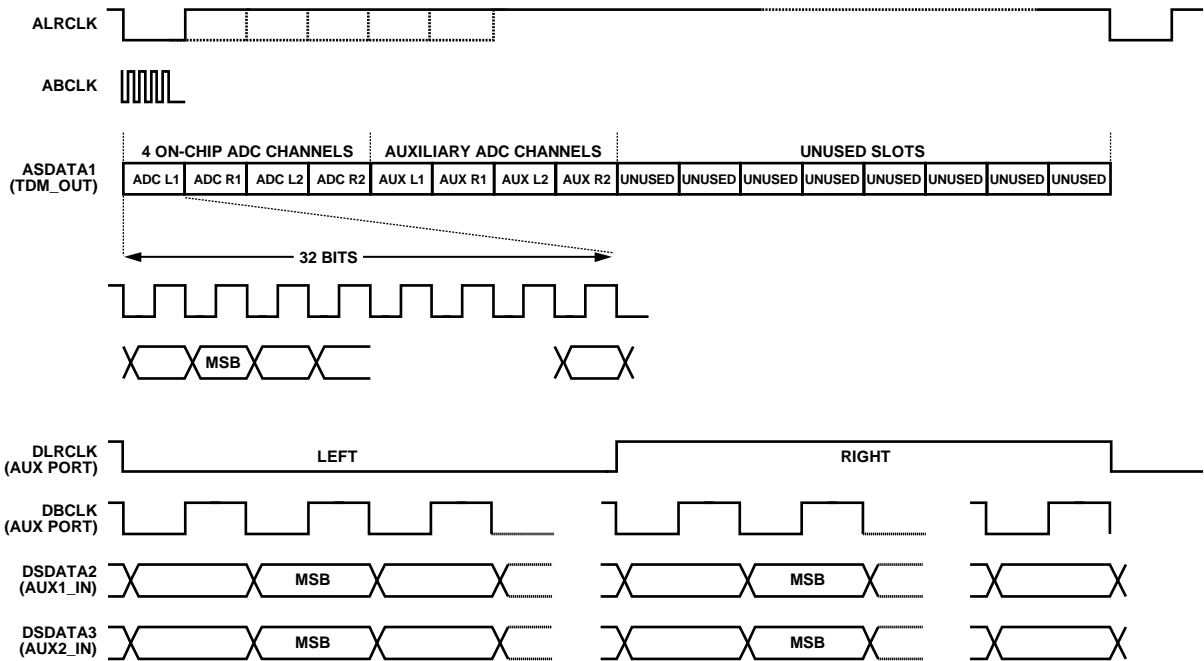 ALRCLK
ABCLK
4 ON-CHIP ADC CHANNELS AUXILIARY ADC CHANNELS UNUSED SLOTS
ASDATA1
(TDM_OUT)
ADC L1 ADC R1 ADC L2 ADC R2 AUX L1 AUX R1 AUX L2 AUX R2 UNUSED UNUSED UNUSED UNUSED UNUSED UNUSED UNUSED UNUSED
32 BITS
MSB
DLRCLK
(AUX PORT)
LEFT RIGHT
DBCLK
(AUX PORT)
DSDATA2
(AUX1_IN)
MSB MSB
DSDATA3
(AUX2_IN)
MSB MSB